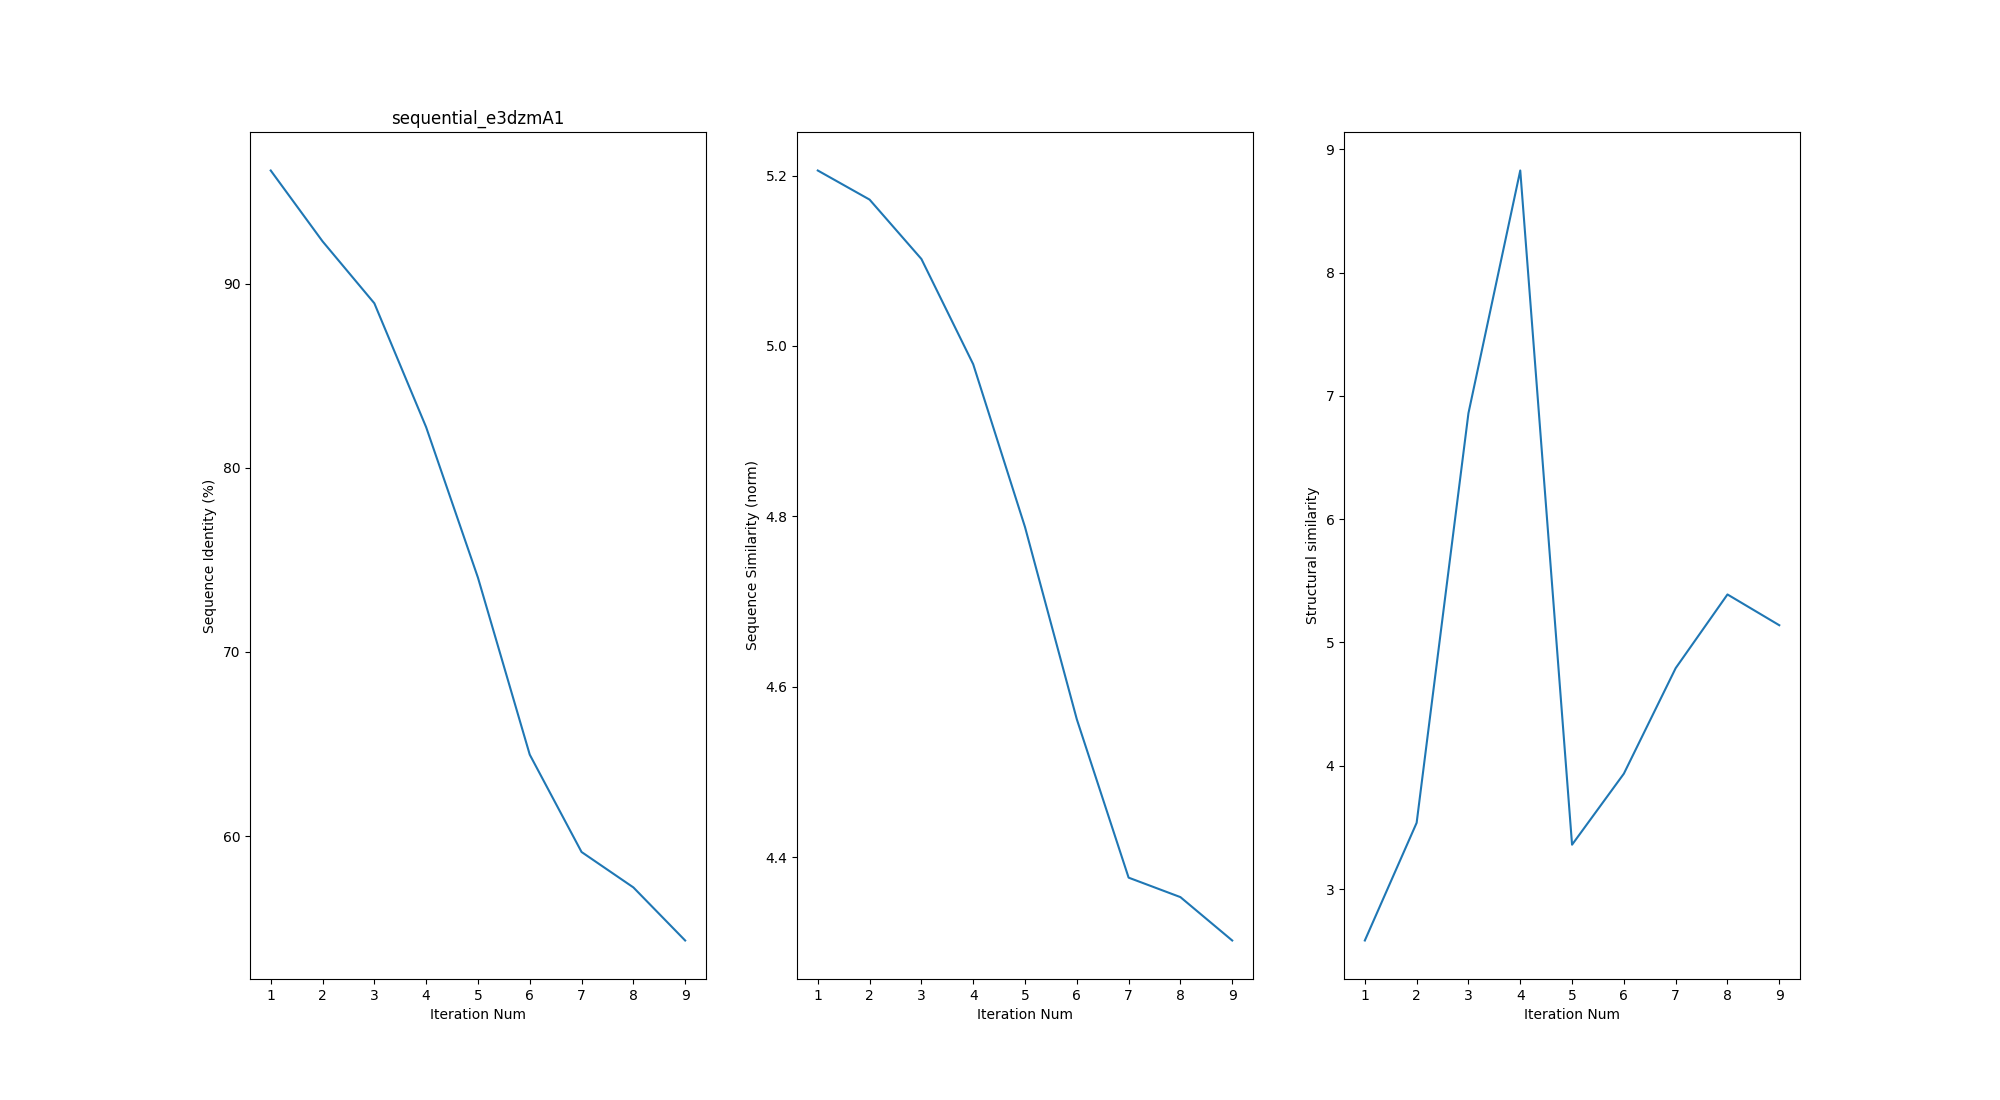 sequential_e3dzmA1
Sequence Identity (%)
90
80
70
60
1 2 3 4 5 6 7 8 9
Iteration Num
Sequence Similarity (norm)
5.2
5.0
4.8
4.6
4.4
1 2 3 4 5 6 7 8 9
Iteration Num
Structural similarity
9
8
7
6
5
4
3
1 2 3 4 5 6 7 8 9
Iteration Num